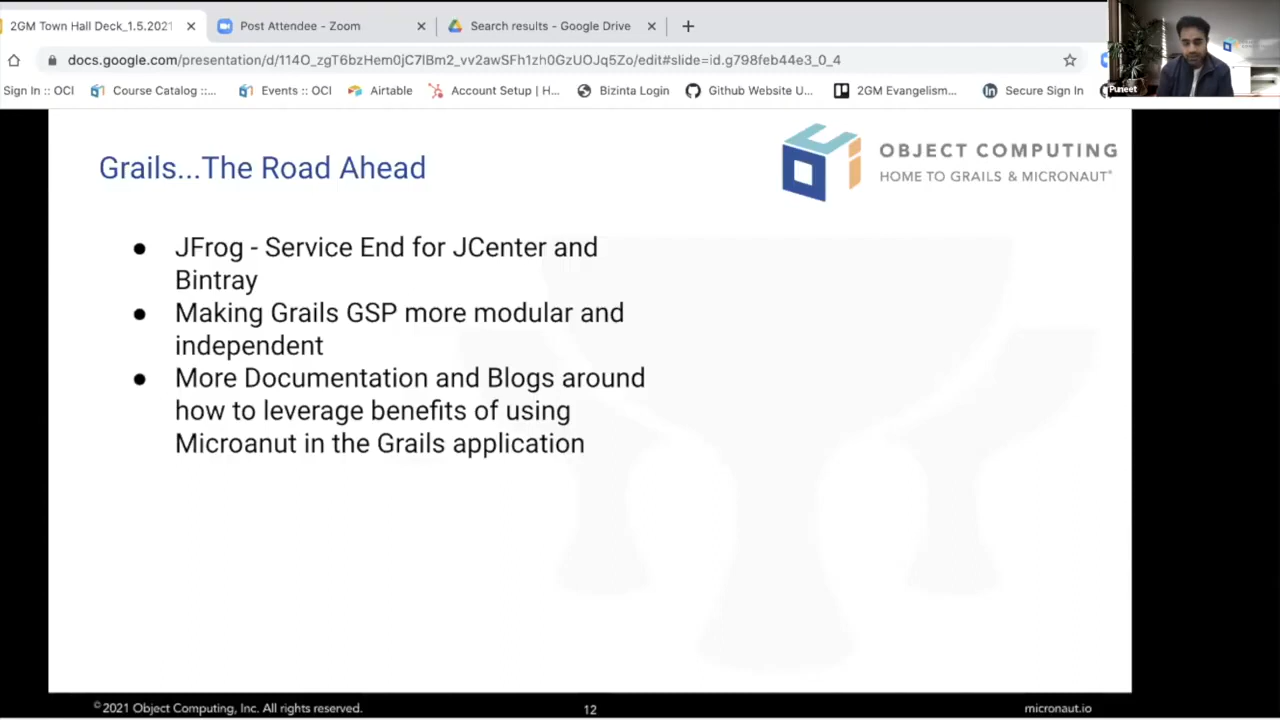 2GM Town Hall Deck_1.5.2021
Post Attendee - Zoom
Search results - Google Drive
docs.google.com/presentation/d/114O_zgT6bzHem0jC7lBm2_vv2awSFh1zh0GzUOJq5Zo/edit#slide=id.g798feb44e3_0_4
Sign In :: OCI
Course Catalog ::...
Events :: OCI
Airtable
Account Setup | H...
Bizinta Login
Github Website U...
2GM Evangelism...
Secure Sign In
Puneet
Grails...The Road Ahead
OBJECT COMPUTING
HOME TO GRAILS & MICRONAUT®
● JFrog - Service End for JCenter and
Bintray
● Making Grails GSP more modular and
independent
● More Documentation and Blogs around
how to leverage benefits of using
Microanut in the Grails application
©2021 Object Computing, Inc. All rights reserved.
12
micronaut.io